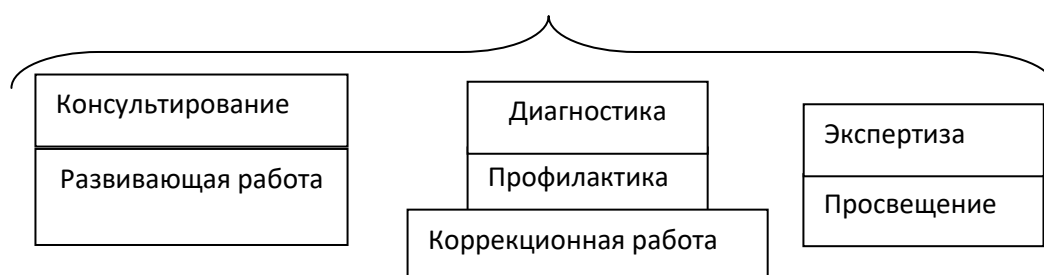 Консультирование
Развивающая работа
Диагностика
Профилактика
Коррекционная работа
Экспертиза
Просвещение